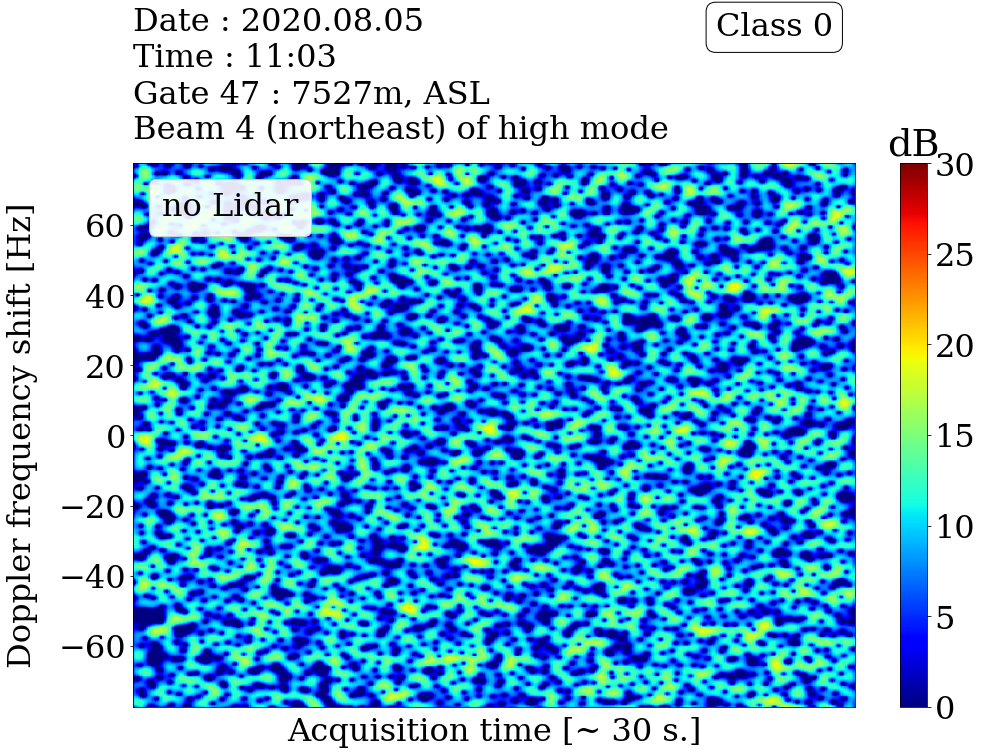 Date : 2020.08.05
Time : 11:03
Gate 47 : 7527m, ASL
Beam 4 (northeast) of high mode
Class 0
dB
no Lidar
Doppler frequency shift [Hz]
60
40
20
0
−20
−40
−60
30
25
20
15
10
5
0
Acquisition time [~ 30 s.]